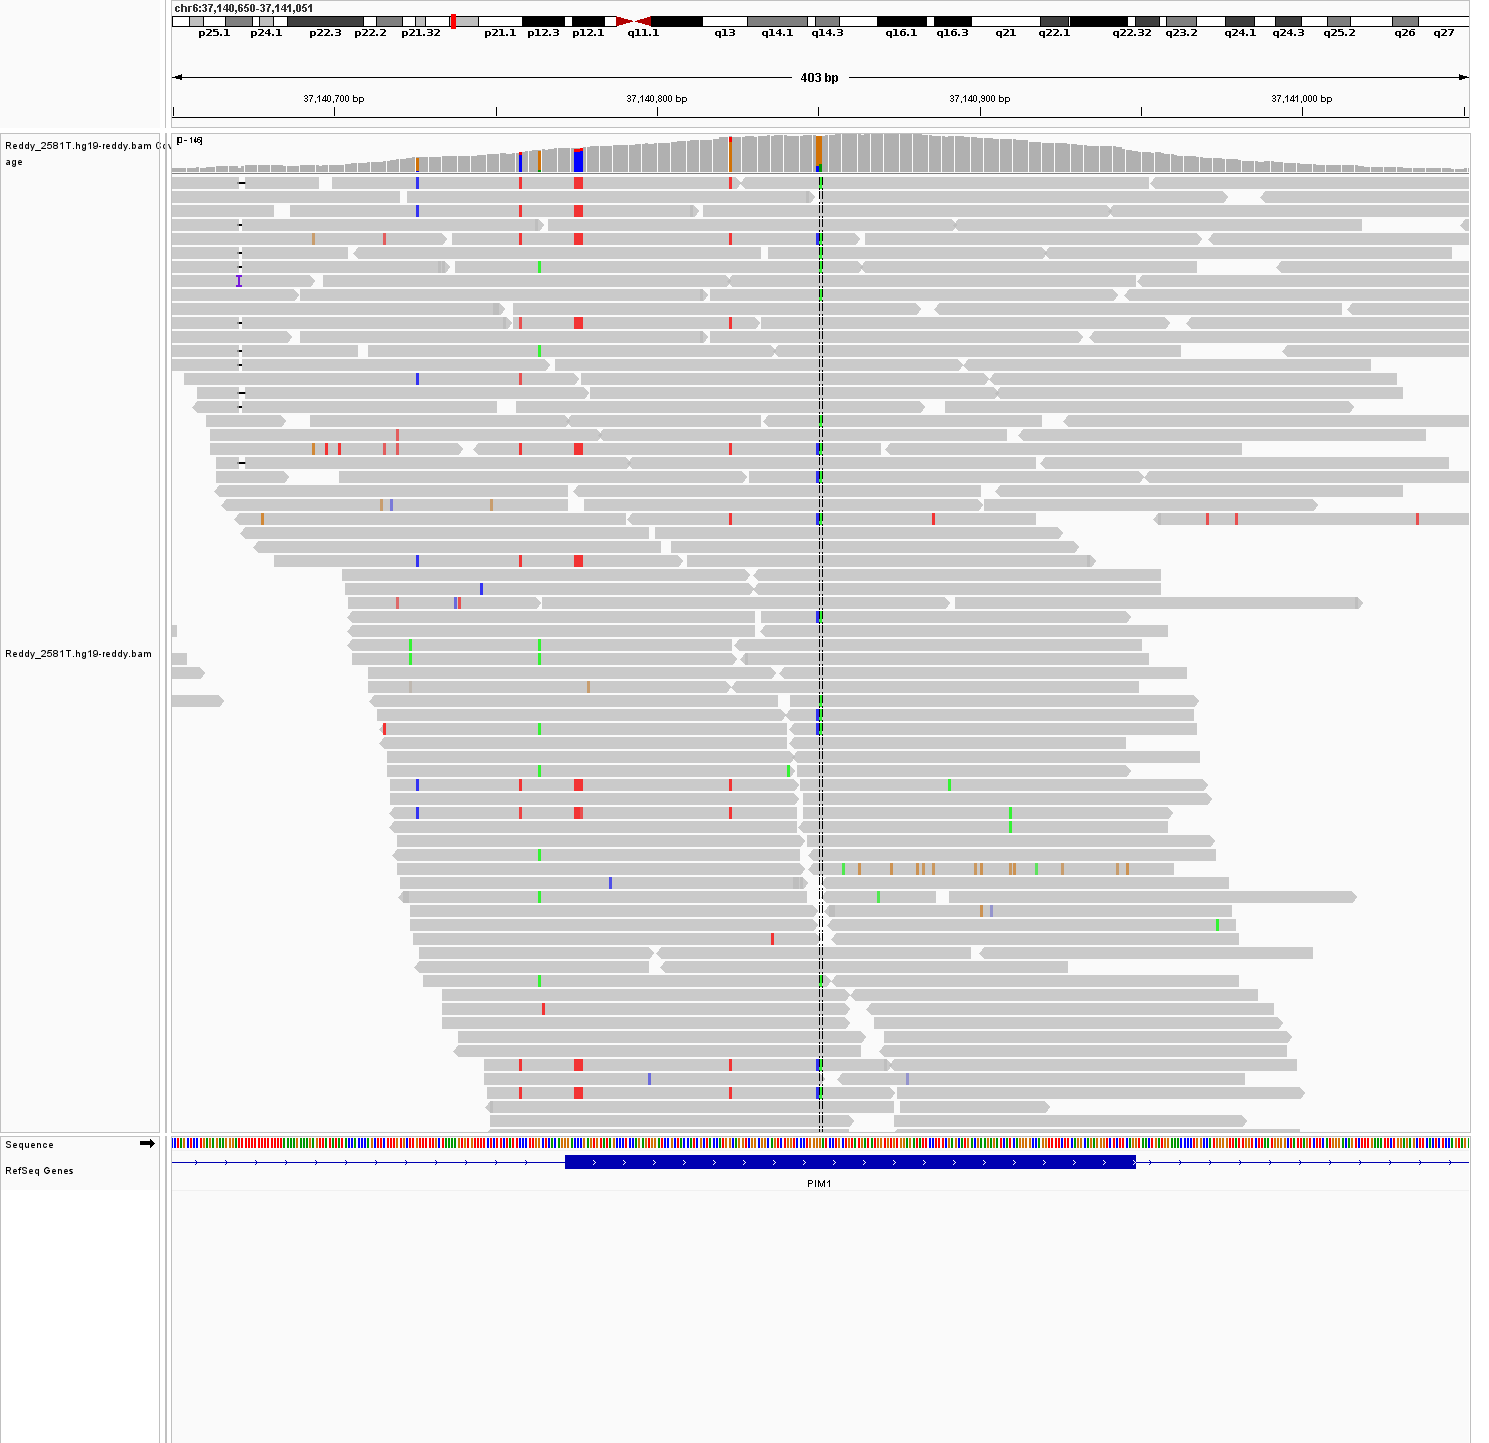 chr6:37,140,650-37,141,051
p25.1 p24.1 p22.3 p22.2 p21.32 p21.1 p12.3 p12.1 q11.1 q13 q14.1 q14.3 q16.1 q16.3 q21 q22.1 q22.32 q23.2 q24.1 q24.3 q25.2 q26 q27
403 bp
37,140,700 bp 37,140,800 bp 37,140,900 bp 37,141,000 bp
Reddy_2581T.hg19-reddy.bam Cov
age
Reddy_2581T.hg19-reddy.bam
Sequence
RefSeq Genes
PIM1